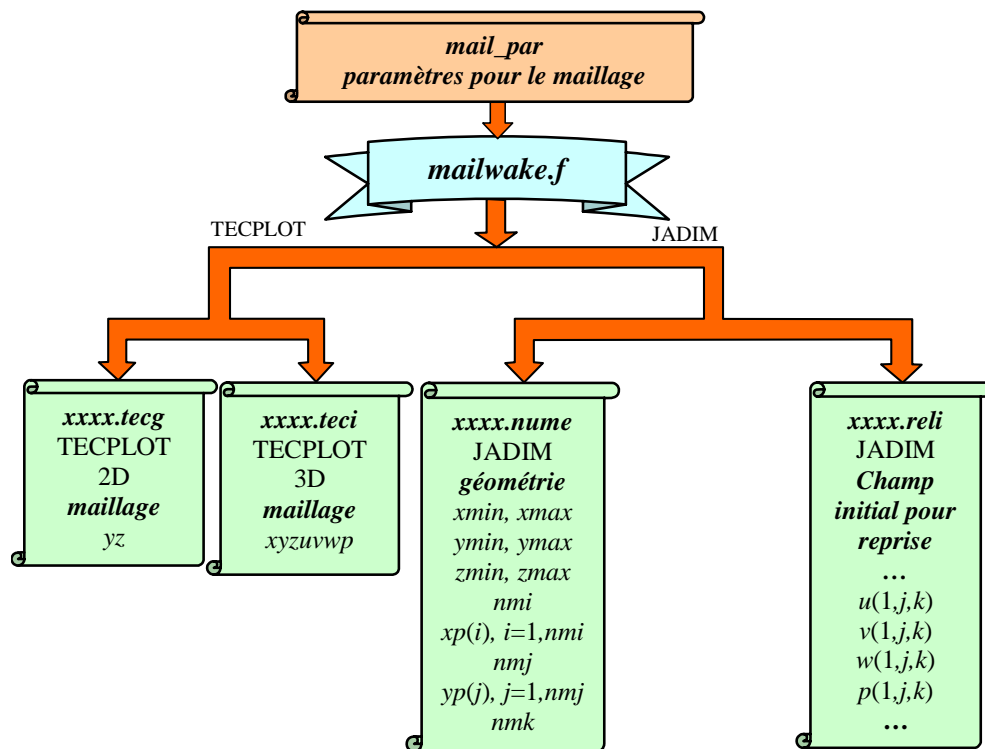 mail_par
paramètres pour le maillage
mailwake.f
TECPLOT
JADIM
xxxx.tecg
TECPLOT
2D
maillage
yz
xxxx.teci
TECPLOT
3D
maillage
xyzuvwp
xxxx.nume
JADIM
géométrie
xmin, xmax
ymin, ymax
zmin, zmax
nmi
xp(i), i=1,nmi
nmj
yp(j), j=1,nmj
nmk
xxxx.reli
JADIM
Champ
initial pour
reprise
…
u(1,j,k)
v(1,j,k)
w(1,j,k)
p(1,j,k)
…